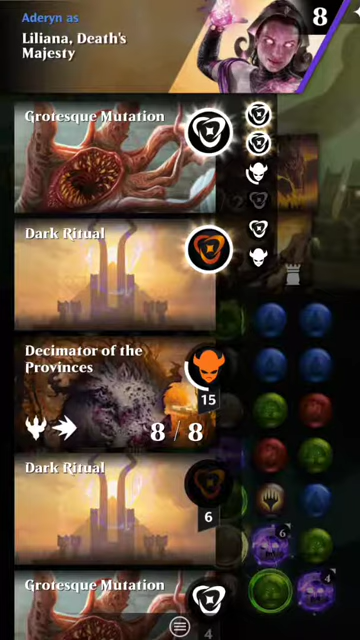 Aderyn as
8
Liliana, Death's
Majesty
Grotesque Mutation
Dark Ritual
Decimator of the
Provinces
15
8 / 8
Dark Ritual
6
6
4
Grotesque Mutation
4